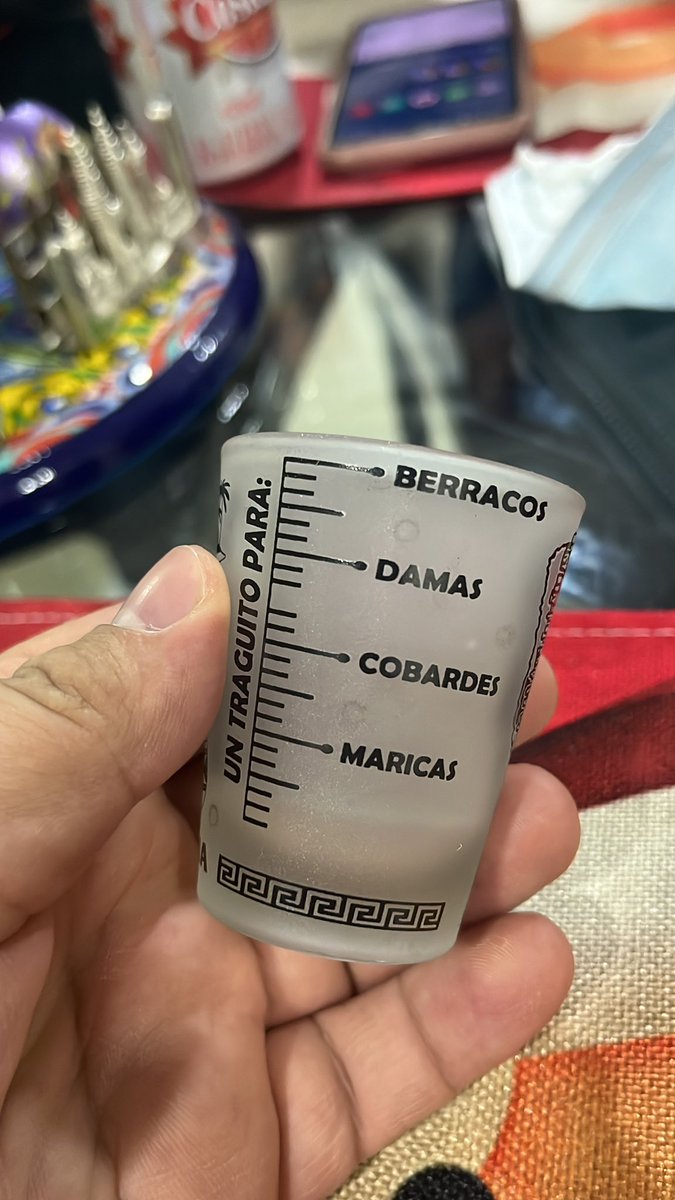 UN TRAGUITO PARA:
BERRACOS
DAMAS
COBARDES
MARICAS
A